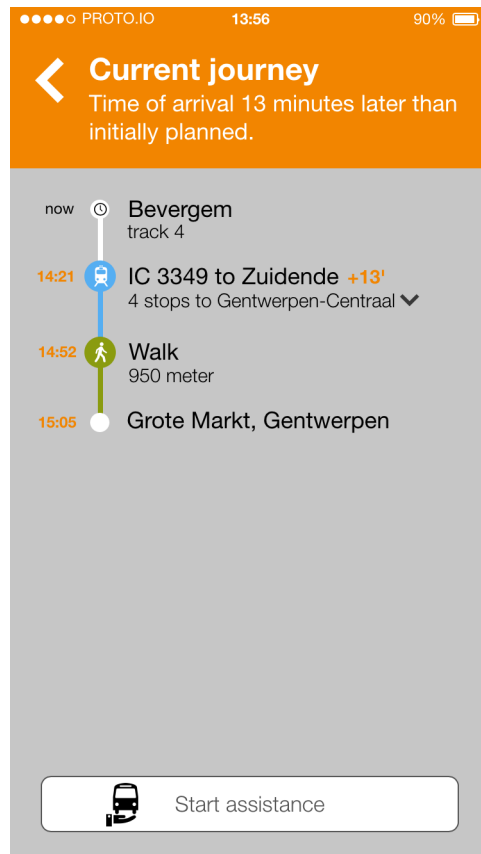 PROTO.IO 13:56 90%
Current journey
Time of arrival 13 minutes later than
initially planned.
now Bevergem
track 4
14:21 IC 3349 to Zuidende +13'
4 stops to Gentwerpen-Centraal
14:52 Walk
950 meter
15:05 Grote Markt, Gentwerpen
Start assistance